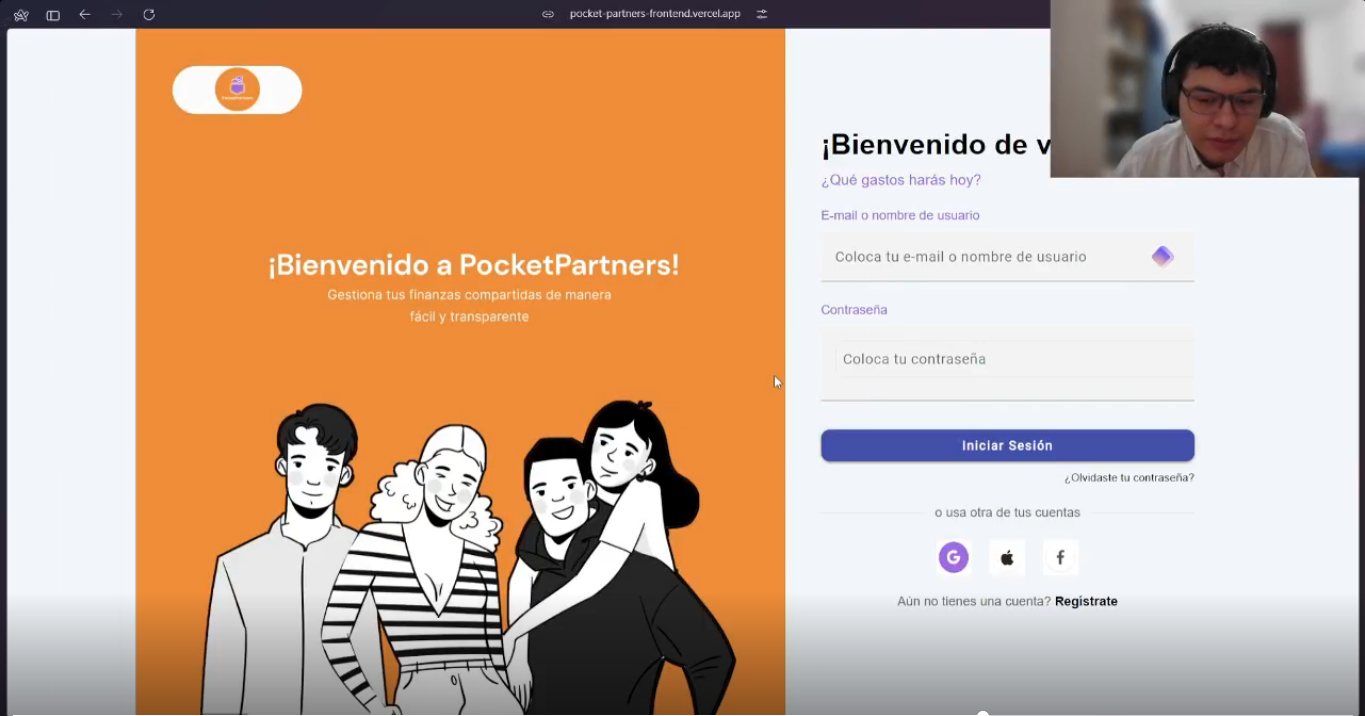 pocket-partners-frontend.vercel.app
¡Bienvenido a PocketPartners!
Gestiona tus finanzas compartidas de manera
fácil y transparente
¡Bienvenido de v
¿Qué gastos harás hoy?
E-mail o nombre de usuario
Coloca tu e-mail o nombre de usuario
Contraseña
Coloca tu contraseña
Iniciar Sesión
¿Olvidaste tu contraseña?
o usa otra de tus cuentas
G
f
Aún no tienes una cuenta? Registrate